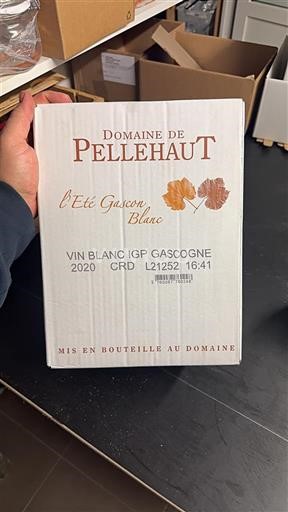 DOMAINE DE
PELLEHAUT
l'Eté Gascon
Blanc
VIN BLANC IGP GASCOGNE
2020 CRD L21252 16:41
MIS EN BOUTEILLE AU DOMAINE